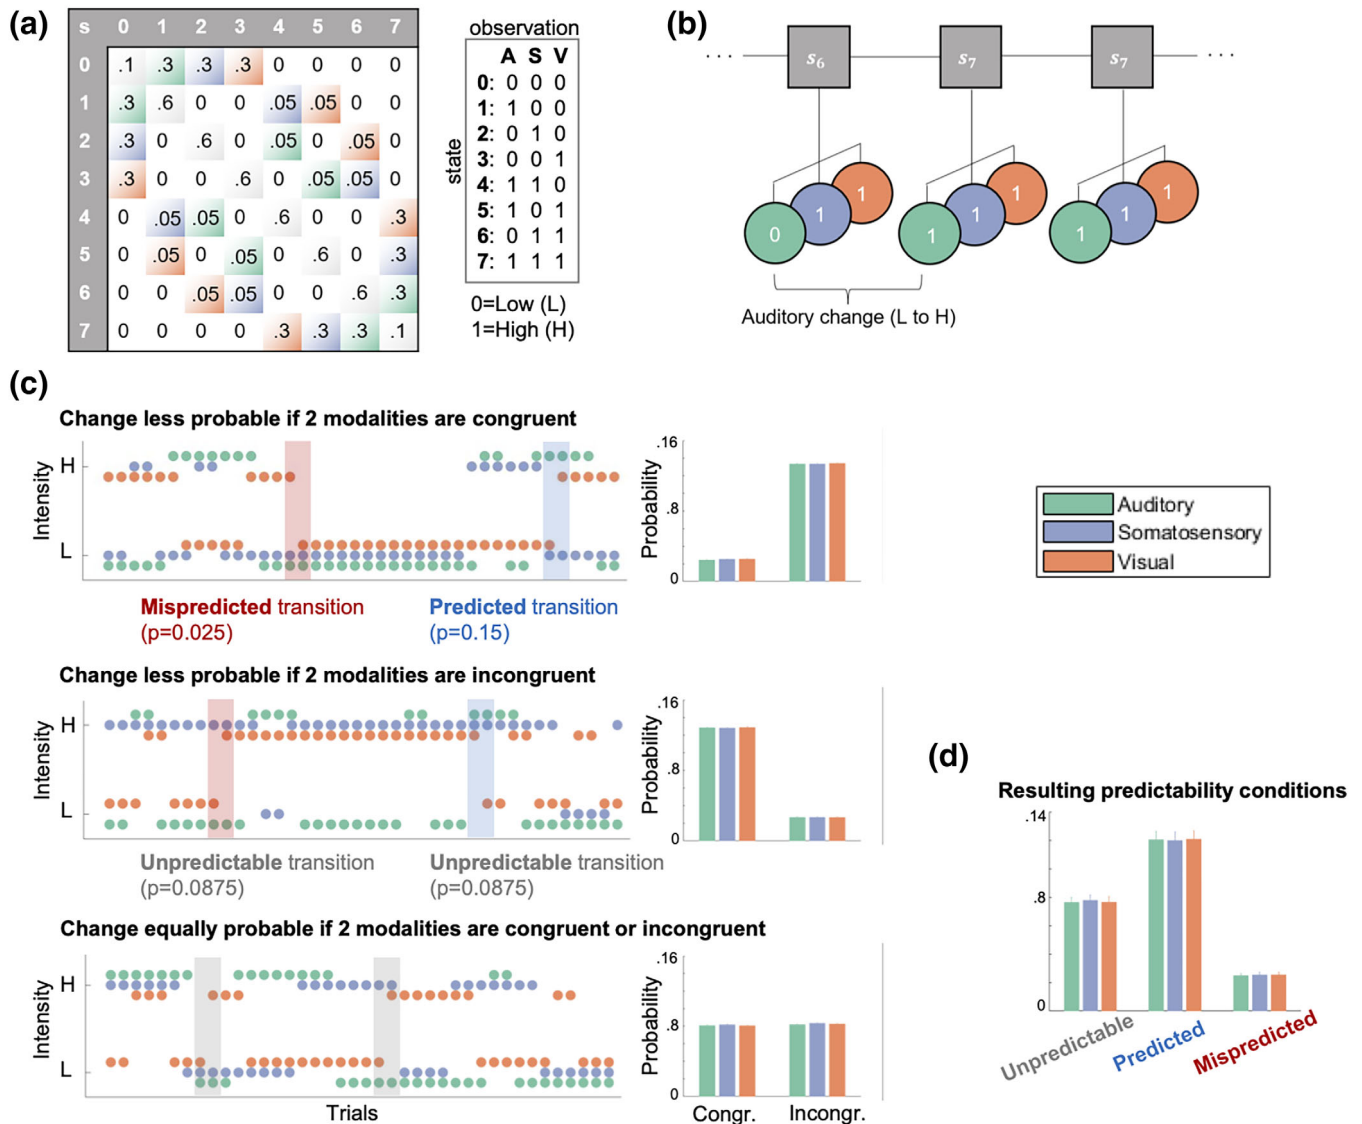 (a)
s 0 1 2 3 4 5 6 7
0 .1 .3 .3 .3 0 0 0 0
1 .3 .6 0 0 .05 .05 0 0
2 .3 0 .6 0 .05 0 .05 0
3 .3 0 0 .6 0 .05 .05 0
4 0 .05 .05 0 .6 0 0 .3
5 0 .05 0 .05 0 .6 0 .3
6 0 0 .05 .05 0 0 .6 .3
7 0 0 0 0 .3 .3 .3 .1
observation
A S V
state
0: 0 0 0
1: 1 0 0
2: 0 1 0
3: 0 0 1
4: 1 1 0
5: 1 0 1
6: 0 1 1
7: 1 1 1
0=Low (L)
1=High (H)
(b)
s6 s7 s7
0 1 1 1 1 1 1 1 1
Auditory change (L to H)
(c)
Change less probable if 2 modalities are congruent
Intensity
H
L
Mispredicted transition
(p=0.025)
Predicted transition
(p=0.15)
Probability
.16
.8
0
Auditory
Somatosensory
Visual
Change less probable if 2 modalities are incongruent
Intensity
H
L
Unpredictable transition
(p=0.0875)
Unpredictable transition
(p=0.0875)
Probability
.16
.8
0
Change equally probable if 2 modalities are congruent or incongruent
Intensity
H
L
Trials
Probability
.16
.8
0
Congr. Incongr.
(d)
Resulting predictability conditions
.14
.8
0
Unpredictable
Predicted
Mispredicted